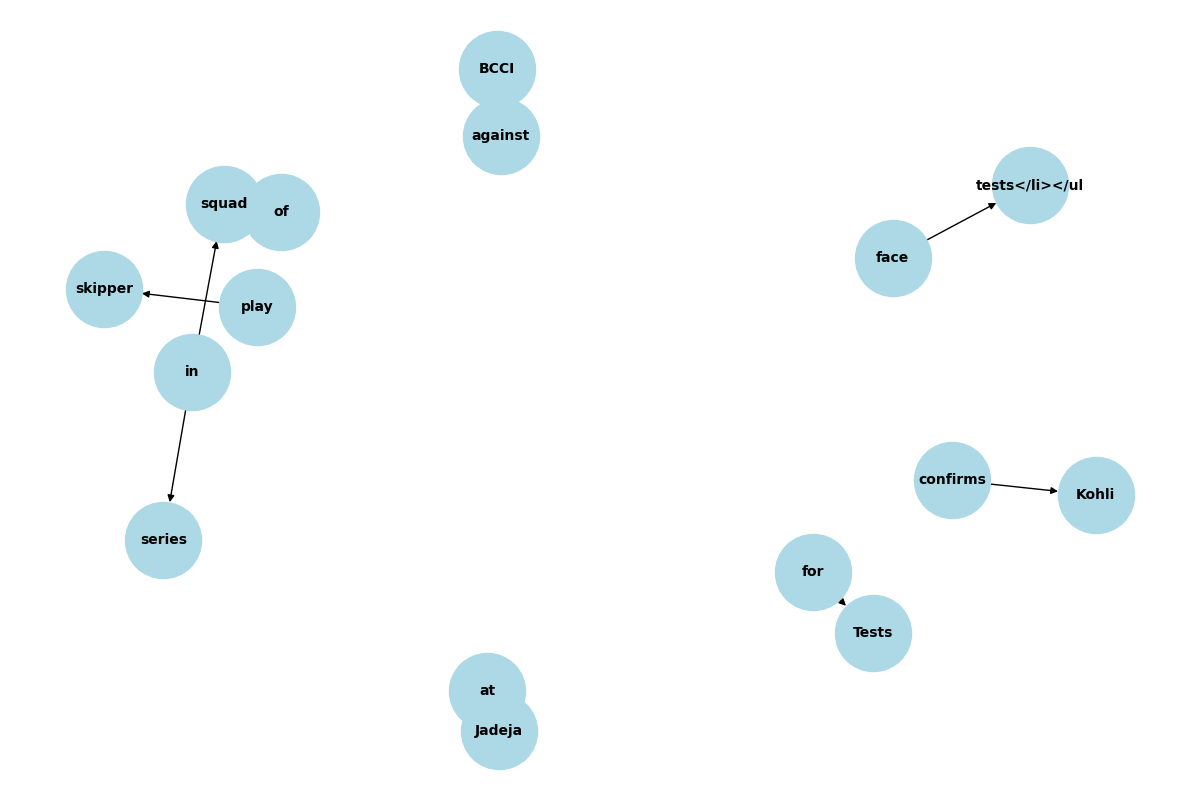 BCCI
against
tests</li></ul
squad
of
face
skipper
play
in
confirms
Kohli
series
for
Tests
at
Jadeja